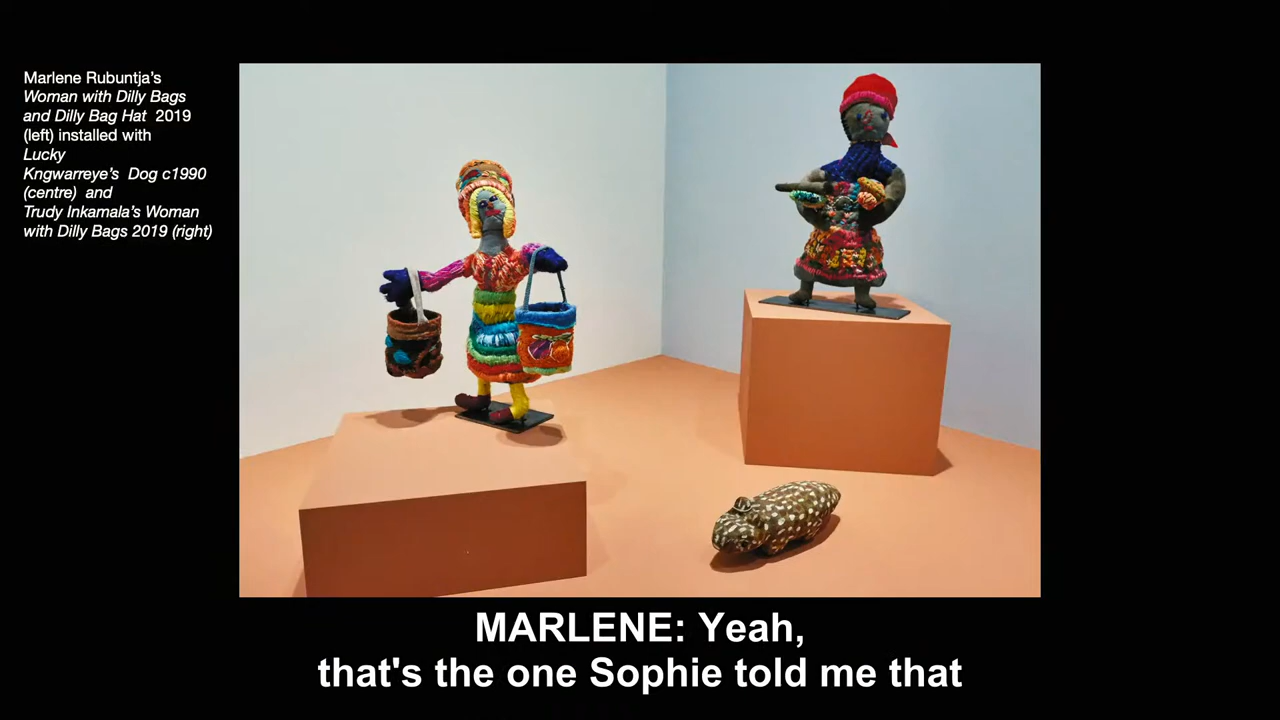 Marlene Rubuntja's
Woman with Dilly Bags
and Dilly Bag Hat 2019
(left) installed with
Lucky
Kngwarreye's Dog c1990
(centre) and
Trudy Inkamala's Woman
with Dilly Bags 2019 (right)
MARLENE: Yeah,
that's the one Sophie told me that